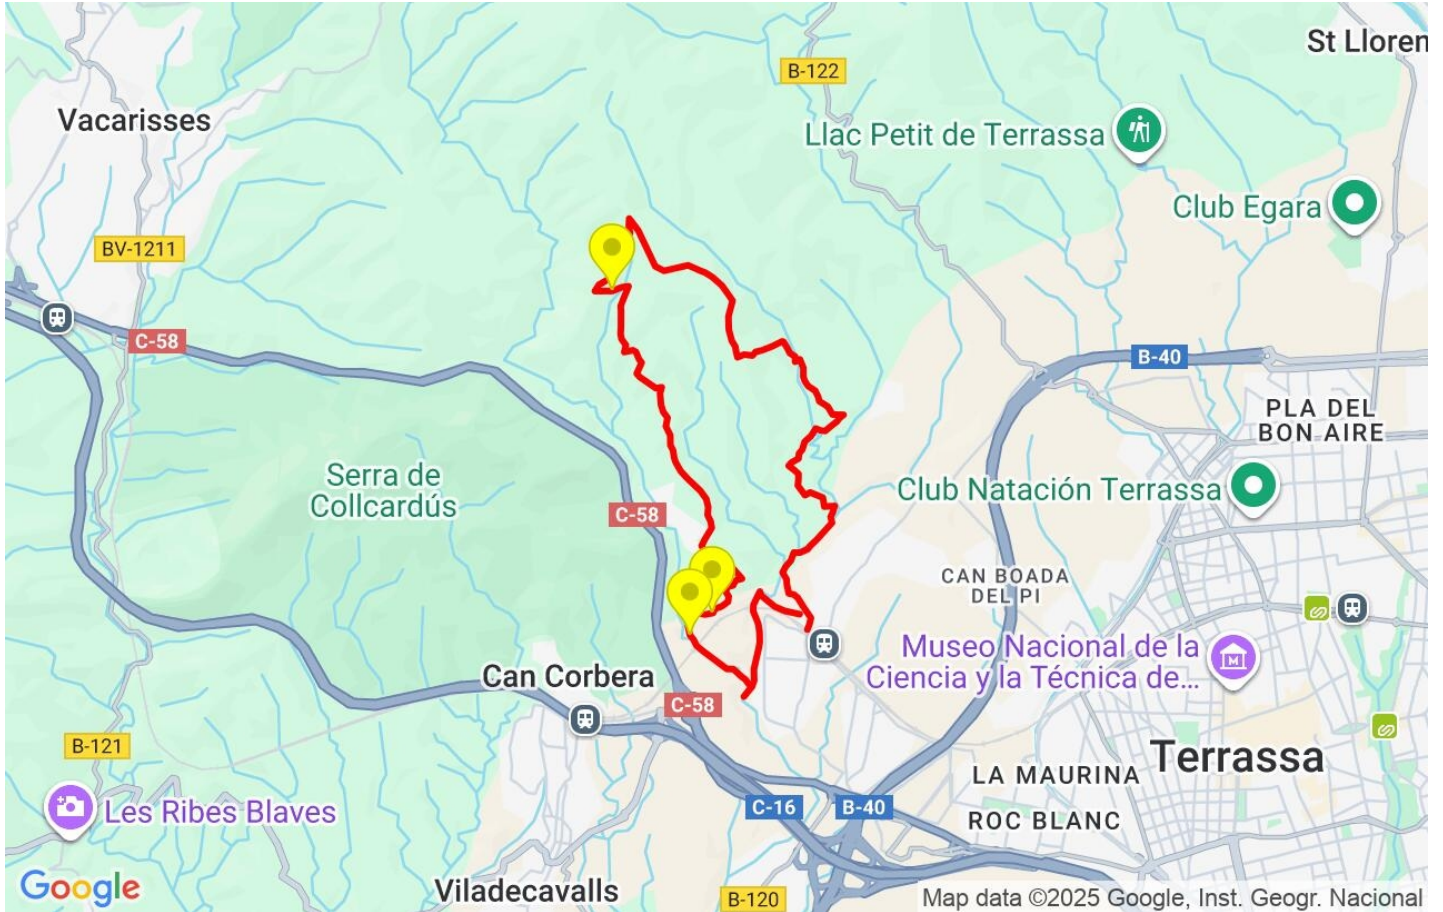 St Lloren
B-122
Vacarisses
Llac Petit de Terrassa
Club Egara
BV-1211
C-58
B-40
PLA DEL
BON AIRE
Serra de
Collcardús
Club Natación Terrassa
C-58
CAN BOADA
DEL PI
Museo Nacional de la
Ciencia y la Técnica de...
Can Corbera
C-58
B-121
Terrassa
LA MAURINA
Les Ribes Blaves
C-16
B-40
ROC BLANC
Google
Viladecavalls
B-120
Map data ©2025 Google, Inst. Geogr. Nacional